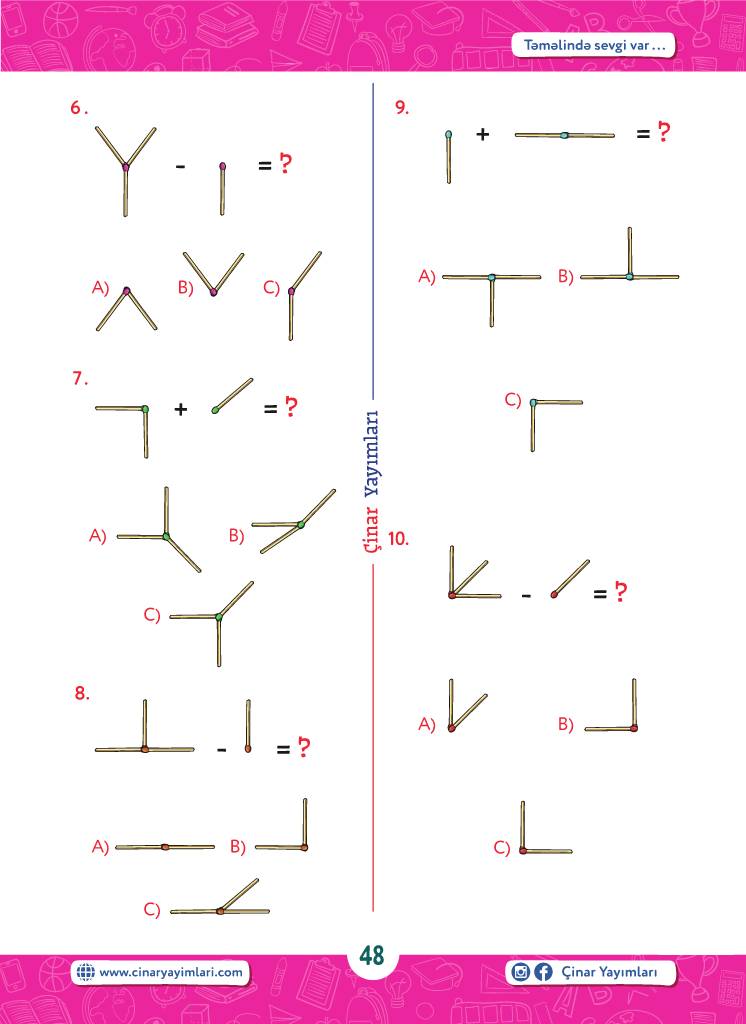 Təməlində sevgi var ...
6.
- = ?
A) B) C)
7.
+ = ?
A) B)
C)
8.
- = ?
A) B)
C)
Çinar Yayımları
9.
+ = ?
A) B)
C)
10.
- = ?
A) B)
C)
www.cinaryayimlari.com
48
Çinar Yayımları